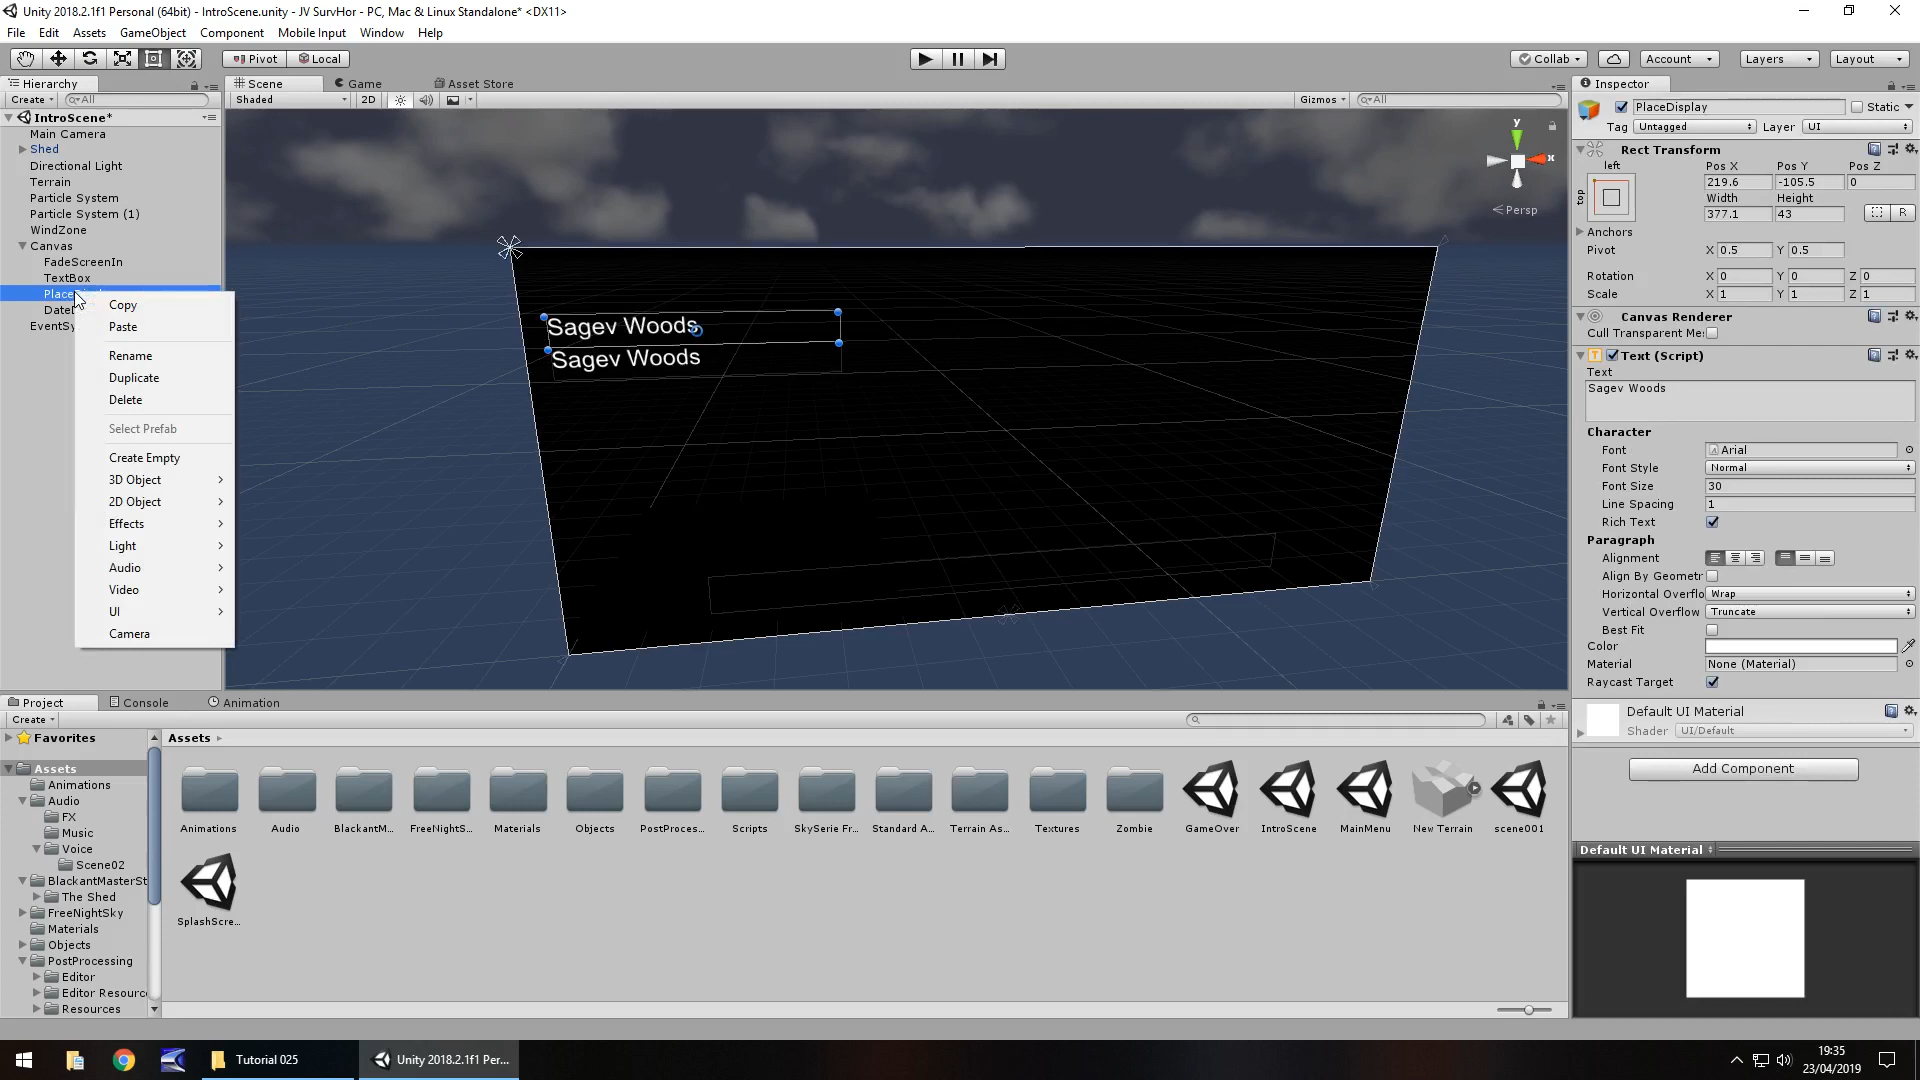 Unity 2018.2.1f1 Personal (64bit) - IntroScene.unity - JV SurvHor - PC, Mac & Linux Standalone* <DX11>
File Edit Assets GameObject Component Mobile Input Window Help
Pivot Local Collab Account Layers Layout
Hierarchy
Create All
IntroScene*
Main Camera
Shed
Directional Light
Terrain
Particle System
Particle System (1)
WindZone
Canvas
FadeScreenIn
TextBox
Copy
Paste
Rename
Duplicate
Delete
Select Prefab
Create Empty
3D Object
2D Object
Effects
Light
Audio
Video
UI
Camera
Scene Game Asset Store
Shaded 2D Gizmos All
y
x
Persp
Sagev Woods
Sagev Woods
Inspector
PlaceDisplay Static
Tag Untagged Layer UI
Rect Transform
left Pos X Pos Y Pos Z
top 219.6 -105.5 0
Width Height
377.1 43 R
Anchors
Pivot X 0.5 Y 0.5
Rotation X 0 Y 0 Z 0
Scale X 1 Y 1 Z 1
Canvas Renderer
Cull Transparent Me:
Text (Script)
Text
Sagev Woods
Character
Font Arial
Font Style Normal
Font Size 30
Line Spacing 1
Rich Text
Paragraph
Alignment
Align By Geometr
Horizontal Overflo Wrap
Vertical Overflow Truncate
Best Fit
Color
Material None (Material)
Raycast Target
Default UI Material
Shader UI/Default
Add Component
Default UI Material
Project Console Animation
Create
Favorites
Assets
Animations
Audio
FX
Music
Voice
Scene02
BlackantMasterSt
The Shed
FreeNightSky
Materials
Objects
PostProcessing
Editor
Editor Resourc
Resources
Assets
Animations Audio BlackantM... FreeNightS... Materials Objects PostProces... Scripts SkySerie Fr... Standard A... Terrain As... Textures Zombie GameOver IntroScene MainMenu New Terrain scene001
SplashScre...
Tutorial 025
Unity 2018.2.1f1 Per...
19:35
23/04/2019